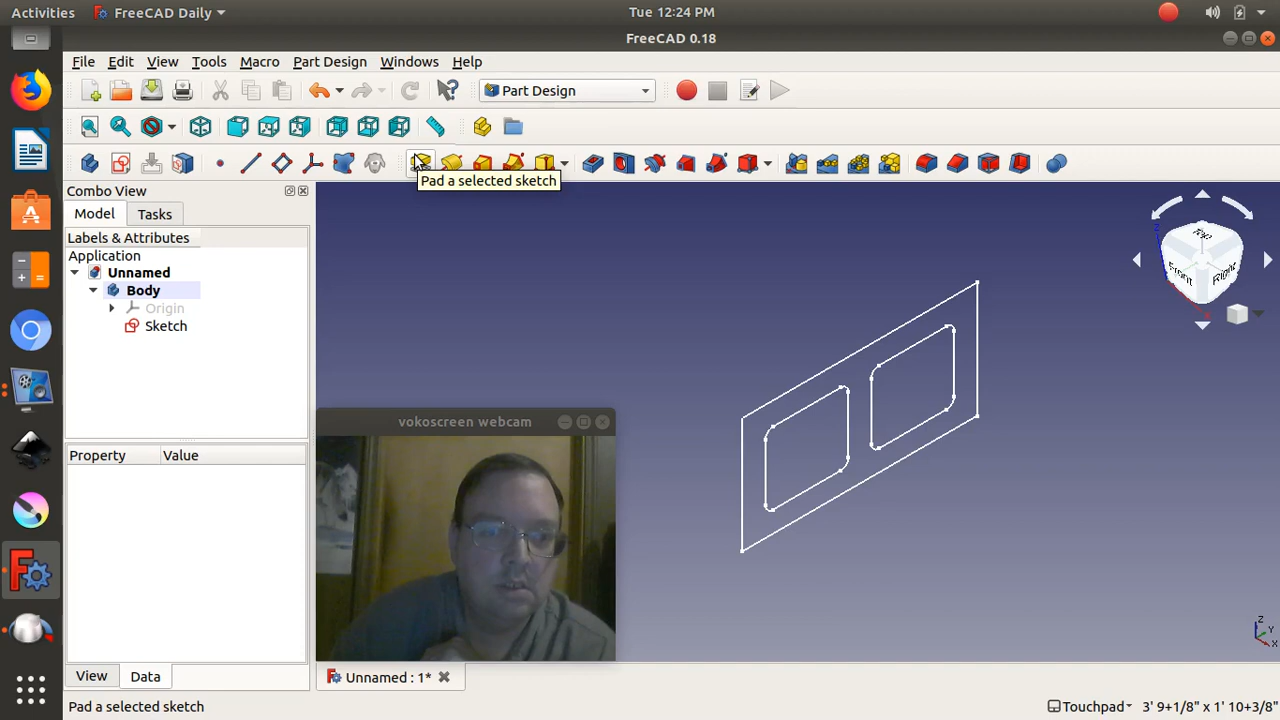 Activities FreeCAD Daily Tue 12:24 PM
FreeCAD 0.18
File Edit View Tools Macro Part Design Windows Help
Part Design
Combo View
Pad a selected sketch
Model Tasks
Labels & Attributes
Application
Unnamed
Body
Origin
Sketch
Front Right
vokoscreen webcam
Property Value
Z
Y
X
View Data
Unnamed : 1*
Pad a selected sketch Touchpad 3' 9+1/8" x 1' 10+3/8"